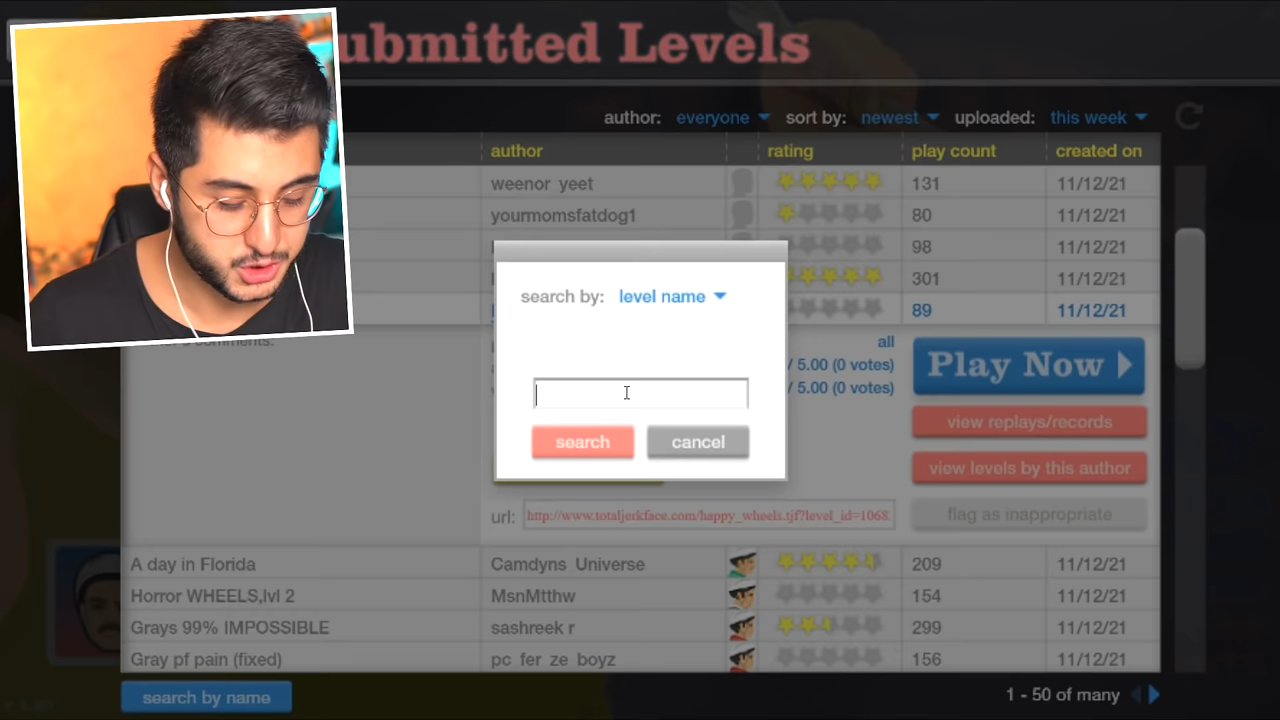 ubmitted Levels
author: everyone sort by: newest uploaded: this week
author rating play count created on
weenor yeet 131 11/12/21
yourmomsfatdog1 80 11/12/21
98 11/12/21
301 11/12/21
89 11/12/21
search by: level name
comments:
all
/ 5.00 (0 votes)
/ 5.00 (0 votes)
Play Now
view replays/records
search cancel
view levels by this author
url: http://www.totaljerkface.com/happy_wheels.tjf?level_id=1068
flag as inappropriate
A day in Florida Camdyns Universe 209 11/12/21
Horror WHEELS,lvl 2 MsnMtthw 154 11/12/21
Grays 99% IMPOSSIBLE sashreek r 299 11/12/21
Gray pf pain (fixed) pc fer ze boyz 156 11/12/21
search by name 1 - 50 of many